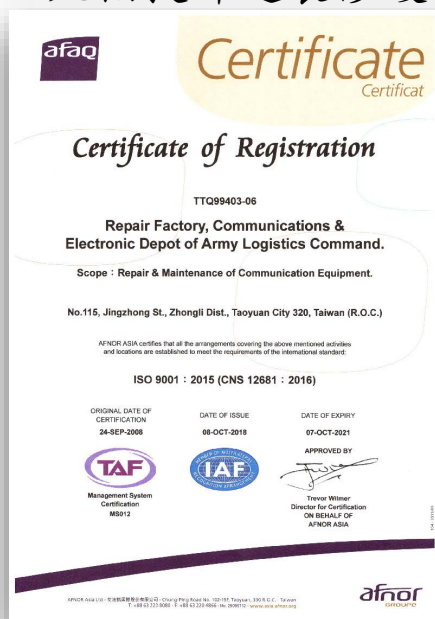 afaq
Certificate
Certificat
Certificate of Registration
TTQ99403-06
Repair Factory, Communications &
Electronic Depot of Army Logistics Command.
Scope : Repair & Maintenance of Communication Equipment.
No.115, Jingzhong St., Zhongli Dist., Taoyuan City 320, Taiwan (R.O.C.)
AFNOR ASIA certifies that all the arrangements covering the above mentioned activities
and locations are established to meet the requirements of the international standard:
ISO 9001 : 2015 (CNS 12681 : 2016)
ORIGINAL DATE OF
CERTIFICATION
24-SEP-2008
DATE OF ISSUE
08-OCT-2018
DATE OF EXPIRY
07-OCT-2021
TAF
Management System
Certification
MS012
IAF
APPROVED BY
Trevor Wilmer
Director for Certification
ON BEHALF OF
AFNOR ASIA
afnor
GROUPE